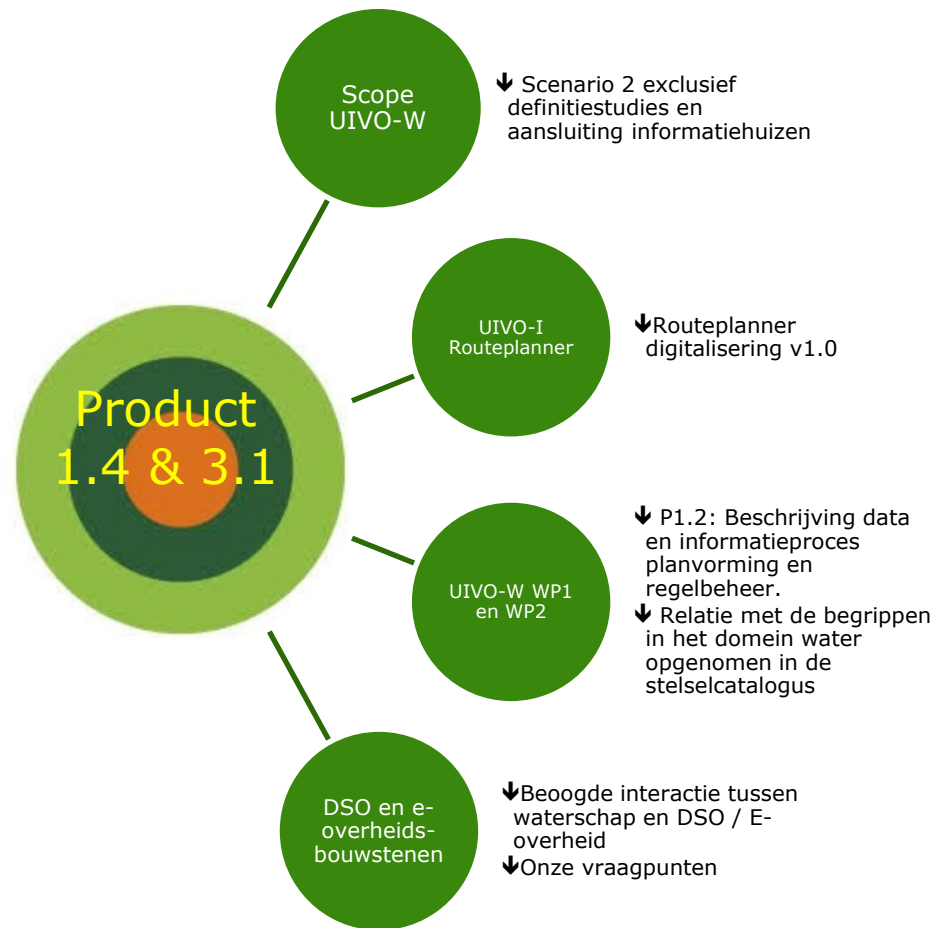 Scope
UIVO-W
🡻 Scenario 2 exclusief
definitiestudies en
aansluiting informatiehuizen
UIVO-I
Routeplanner
🡻Routeplanner
digitalisering v1.0
Product
1.4 & 3.1
UIVO-W WP1
en WP2
🡻 P1.2: Beschrijving data
en informatieproces
planvorming en
regelbeheer.
🡻 Relatie met de begrippen
in het domein water
opgenomen in de
stelselcatalogus
DSO en e-
overheids-
bouwstenen
🡻Beoogde interactie tussen
waterschap en DSO / E-
overheid
🡻Onze vraagpunten